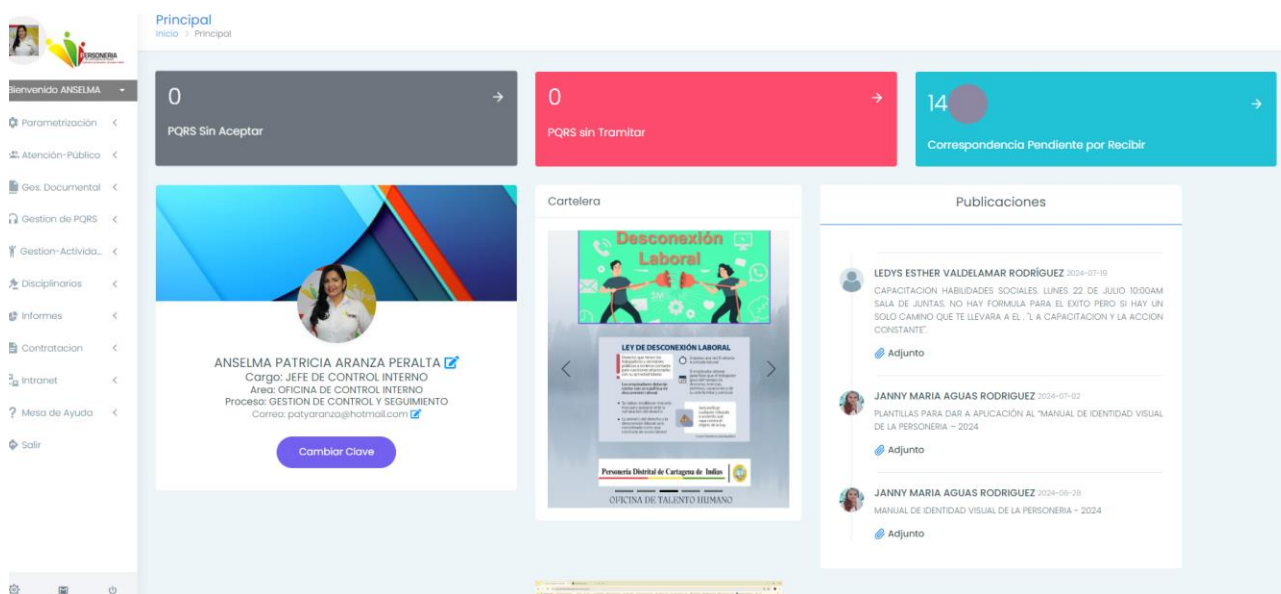 Principal
Inicio > Principal
PERSONERIA
Bienvenido ANSELMA
Parametrización
Atención-Público
Ges. Documental
Gestion de PQRS
Gestion-Activida...
Disciplinarios
Informes
Contratacion
Intranet
Mesa de Ayuda
Salir
0
PQRS Sin Aceptar
0
PQRS sin Tramitar
14
Correspondencia Pendiente por Recibir
ANSELMA PATRICIA ARANZA PERALTA
Cargo: JEFE DE CONTROL INTERNO
Area: OFICINA DE CONTROL INTERNO
Proceso: GESTION DE CONTROL Y SEGUIMIENTO
Correo: patyaranza@hotmail.com
Cambiar Clave
Cartelera
Desconexión
Laboral
LEY DE DESCONEXIÓN LABORAL
Personería Distrital de Cartagena de Indias
OFICINA DE TALENTO HUMANO
Publicaciones
LEDYS ESTHER VALDELAMAR RODRÍGUEZ 2024-07-19
CAPACITACION HABILIDADES SOCIALES, LUNES 22 DE JULIO 10:00AM
SALA DE JUNTAS, NO HAY FORMULA PARA EL EXITO PERO SI HAY UN
SOLO CAMINO QUE TE LLEVARA A EL . "L A CAPACITACION Y LA ACCION
CONSTANTE".
Adjunto
JANNY MARIA AGUAS RODRIGUEZ 2024-07-02
PLANTILLAS PARA DAR A APLICACIÓN AL "MANUAL DE IDENTIDAD VISUAL
DE LA PERSONERIA – 2024
Adjunto
JANNY MARIA AGUAS RODRIGUEZ 2024-06-28
MANUAL DE IDENTIDAD VISUAL DE LA PERSONERIA – 2024
Adjunto